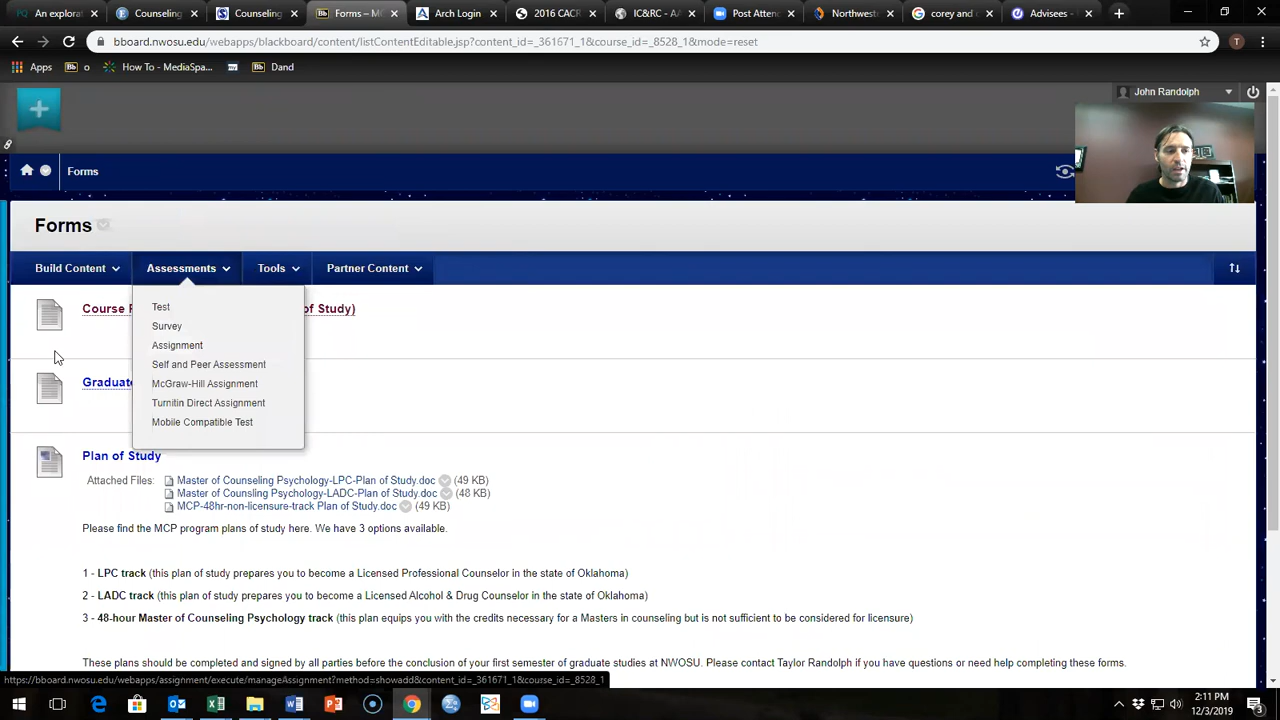 An explorat
Counseling
Counseling
Forms – M
Arch Login
2016 CACR
IC&RC - A
Post Attend
Northwest
corey and c
Advisees –
bboard.nwosu.edu/webapps/blackboard/content/listContentEditable.jsp?content_id=_361671_1&course_id=_8528_1&mode=reset
T
Apps
Bb o
How To - MediaSpa...
Bb Dand
John Randolph
Forms
Forms
Build Content
Assessments
Tools
Partner Content
Test
Survey
Assignment
Self and Peer Assessment
McGraw-Hill Assignment
Turnitin Direct Assignment
Mobile Compatible Test
Course of Study)
Graduate
Plan of Study
Attached Files: Master of Counseling Psychology-LPC-Plan of Study.doc (49 KB)
Master of Counsling Psychology-LADC-Plan of Study.doc (48 KB)
MCP-48hr-non-licensure-track Plan of Study.doc (49 KB)
Please find the MCP program plans of study here. We have 3 options available.
1 - LPC track (this plan of study prepares you to become a Licensed Professional Counselor in the state of Oklahoma)
2 - LADC track (this plan of study prepares you to become a Licensed Alcohol & Drug Counselor in the state of Oklahoma)
3 - 48-hour Master of Counseling Psychology track (this plan equips you with the credits necessary for a Masters in counseling but is not sufficient to be considered for licensure)
These plans should be completed and signed by all parties before the conclusion of your first semester of graduate studies at NWOSU. Please contact Taylor Randolph if you have questions or need help completing these forms.
https://bboard.nwosu.edu/webapps/assignment/execute/manageAssignment?method=showadd&content_id=_361671_1&course_id=_8528_1
2:11 PM
12/3/2019